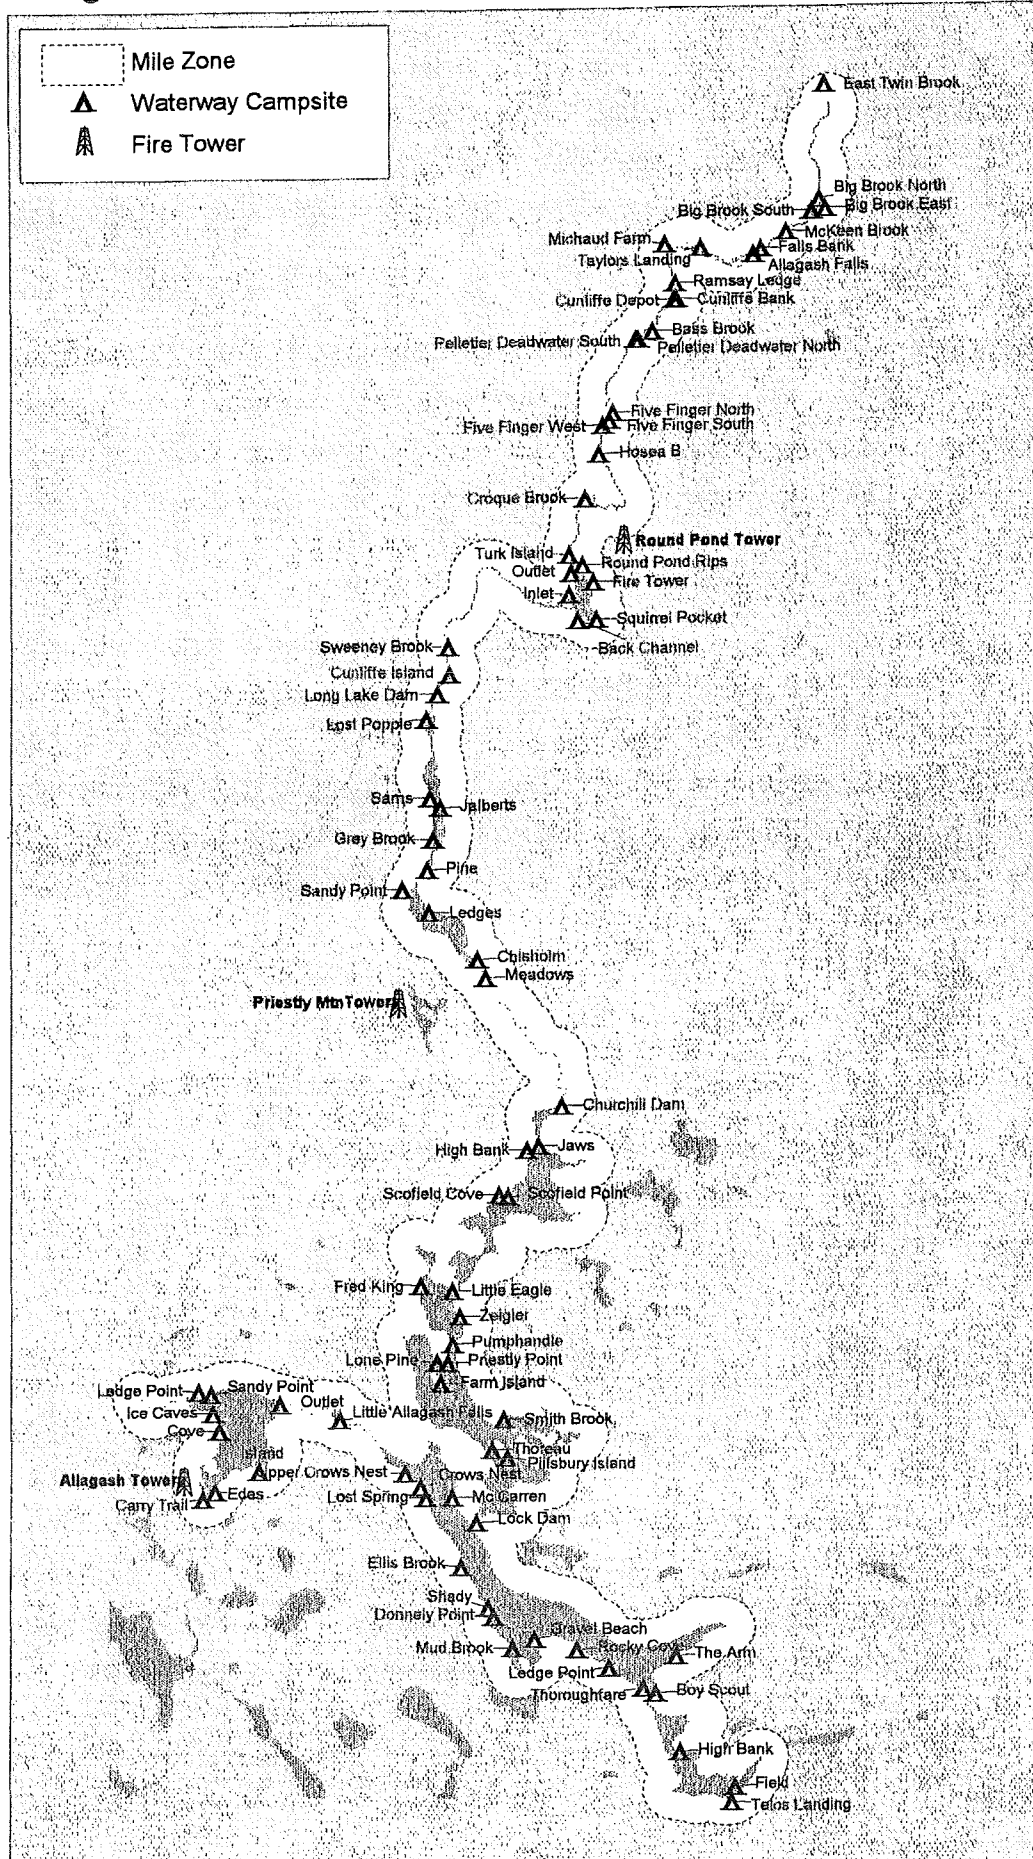 Mile Zone
Waterway Campsite
Fire Tower
East Twin Brook
Big Brook North
Big Brook South
Big Brook East
McKeen Brook
Michaud Farm
Falls Bank
Taylors Landing
Allagash Falls
Ramsay Ledge
Cunliffe Depot
Cunliffe Bank
Bass Brook
Pelletier Deadwater South
Pelletier Deadwater North
Five Finger North
Five Finger West
Five Finger South
Hosea B
Croque Brook
Round Pond Tower
Turk Island
Round Pond Rips
Outlet
Fire Tower
Inlet
Squirrel Pocket
Back Channel
Sweeney Brook
Cunliffe Island
Long Lake Dam
Lost Popple
Sams
Jalberts
Grey Brook
Pine
Sandy Point
Ledges
Chisholm
Meadows
Priestly Mtn Tower
Churchill Dam
High Bank
Jaws
Scofield Cove
Scofield Point
Fred King
Little Eagle
Zeigler
Pumphandle
Lone Pine
Priestly Point
Farm Island
Ledge Point
Sandy Point
Outlet
Little Allagash Falls
Smith Brook
Ice Caves
Cove
Thoreau
Island
Pillsbury Island
Allagash Tower
Upper Crows Nest
Crows Nest
Edes
Lost Spring
Mc Carren
Carry Trail
Lock Dam
Ellis Brook
Shady
Donnely Point
Gravel Beach
Mud Brook
Rocky Cove
The Arm
Ledge Point
Thoroughfare
Boy Scout
High Bank
Field
Telos Landing